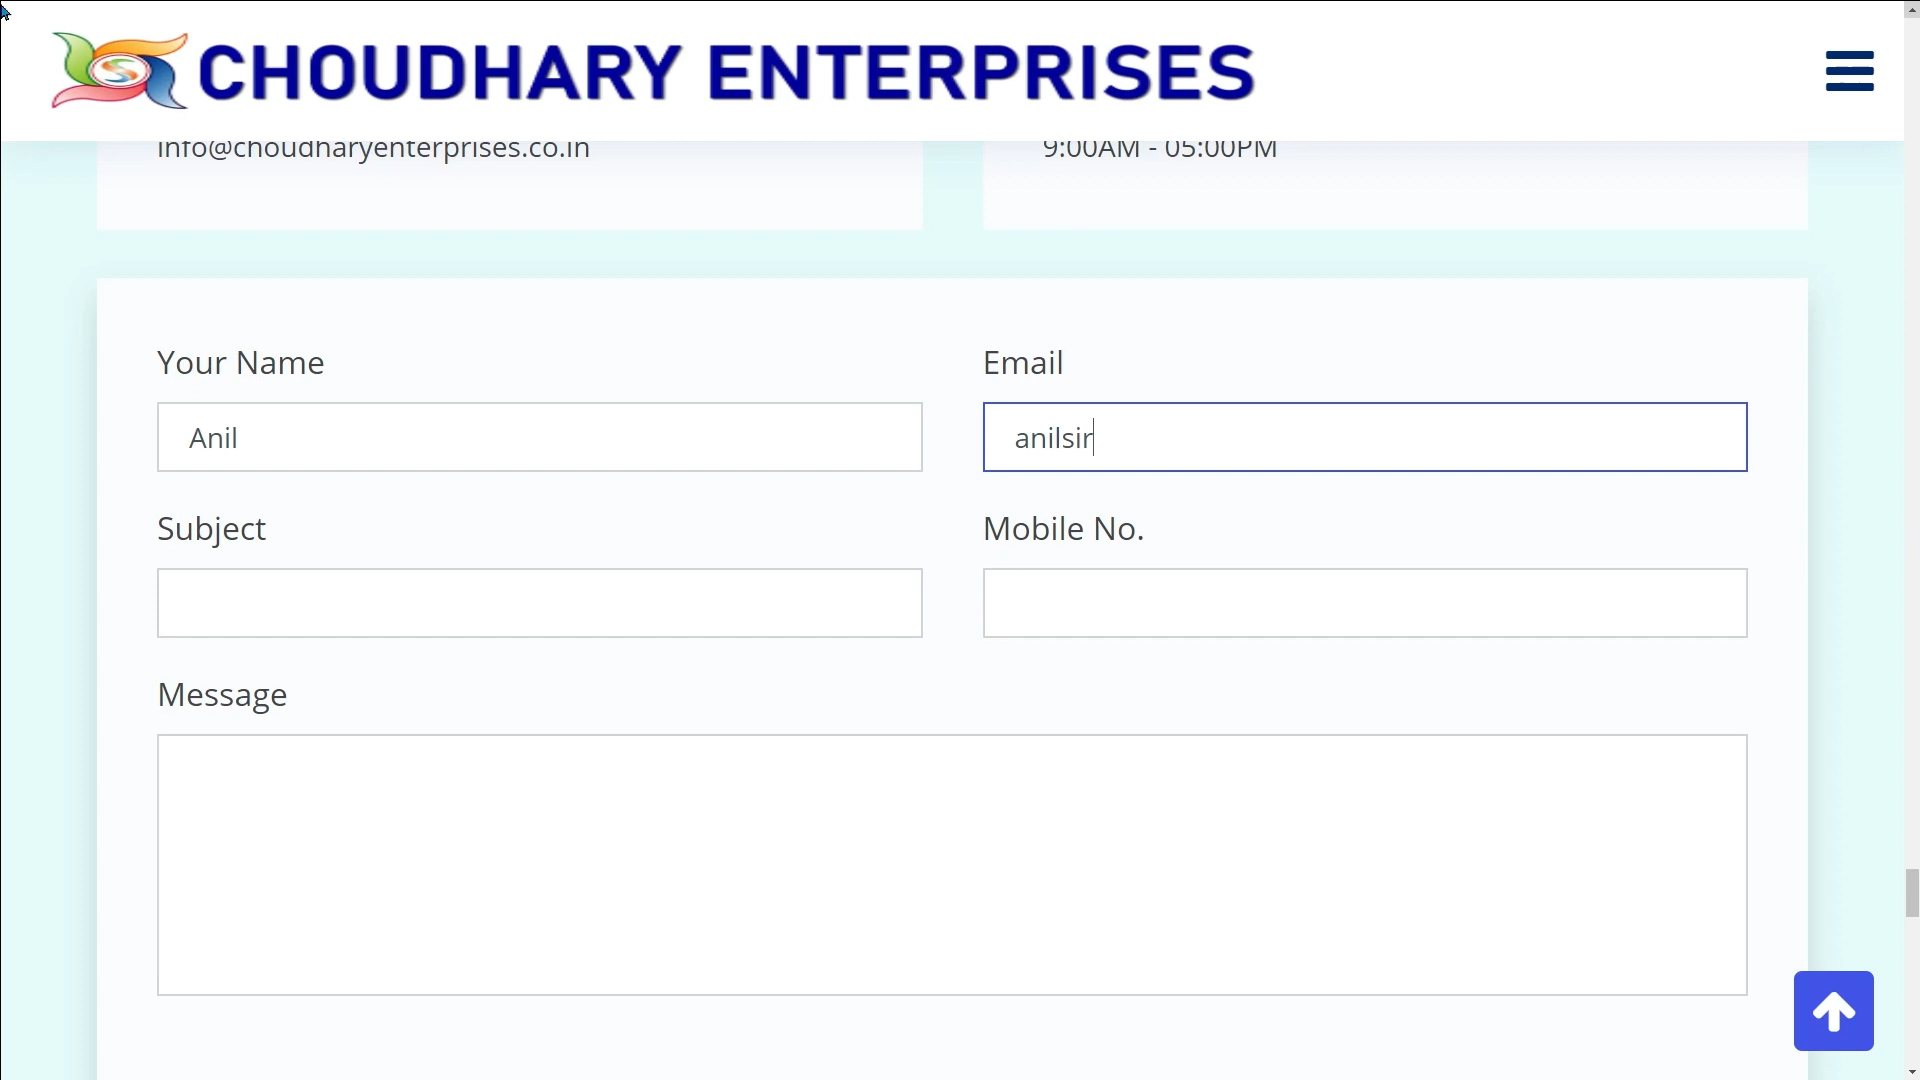 CHOUDHARY ENTERPRISES
info@choudharyenterprises.co.in
9:00AM - 05:00PM
Your Name
Email
Anil
anilsir
Subject
Mobile No.
Message